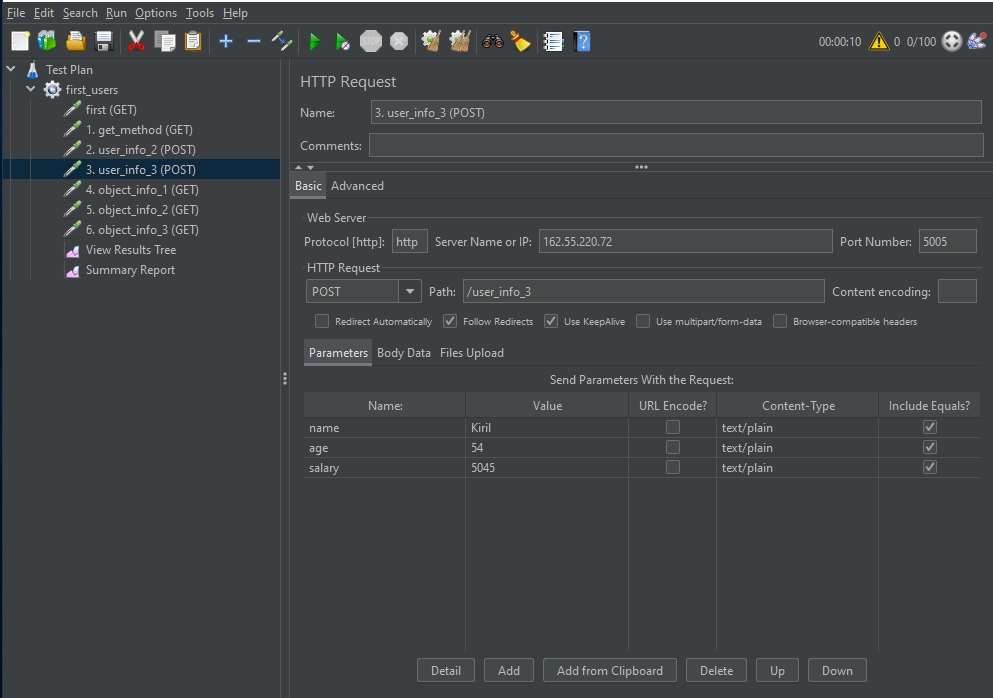 File Edit Search Run Options Tools Help
STOP 00:00:10 0 0/100
Test Plan
first_users
first (GET)
1. get_method (GET)
2. user_info_2 (POST)
3. user_info_3 (POST)
4. object_info_1 (GET)
5. object_info_2 (GET)
6. object_info_3 (GET)
View Results Tree
Summary Report
HTTP Request
Name: 3. user_info_3 (POST)
Comments:
Basic Advanced
Web Server
Protocol [http]: http Server Name or IP: 162.55.220.72 Port Number: 5005
HTTP Request
POST Path: /user_info_3 Content encoding:
Redirect Automatically Follow Redirects Use KeepAlive Use multipart/form-data Browser-compatible headers
Parameters Body Data Files Upload
Send Parameters With the Request:
Name: Value URL Encode? Content-Type Include Equals?
name Kiril text/plain
age 54 text/plain
salary 5045 text/plain
Detail Add Add from Clipboard Delete Up Down